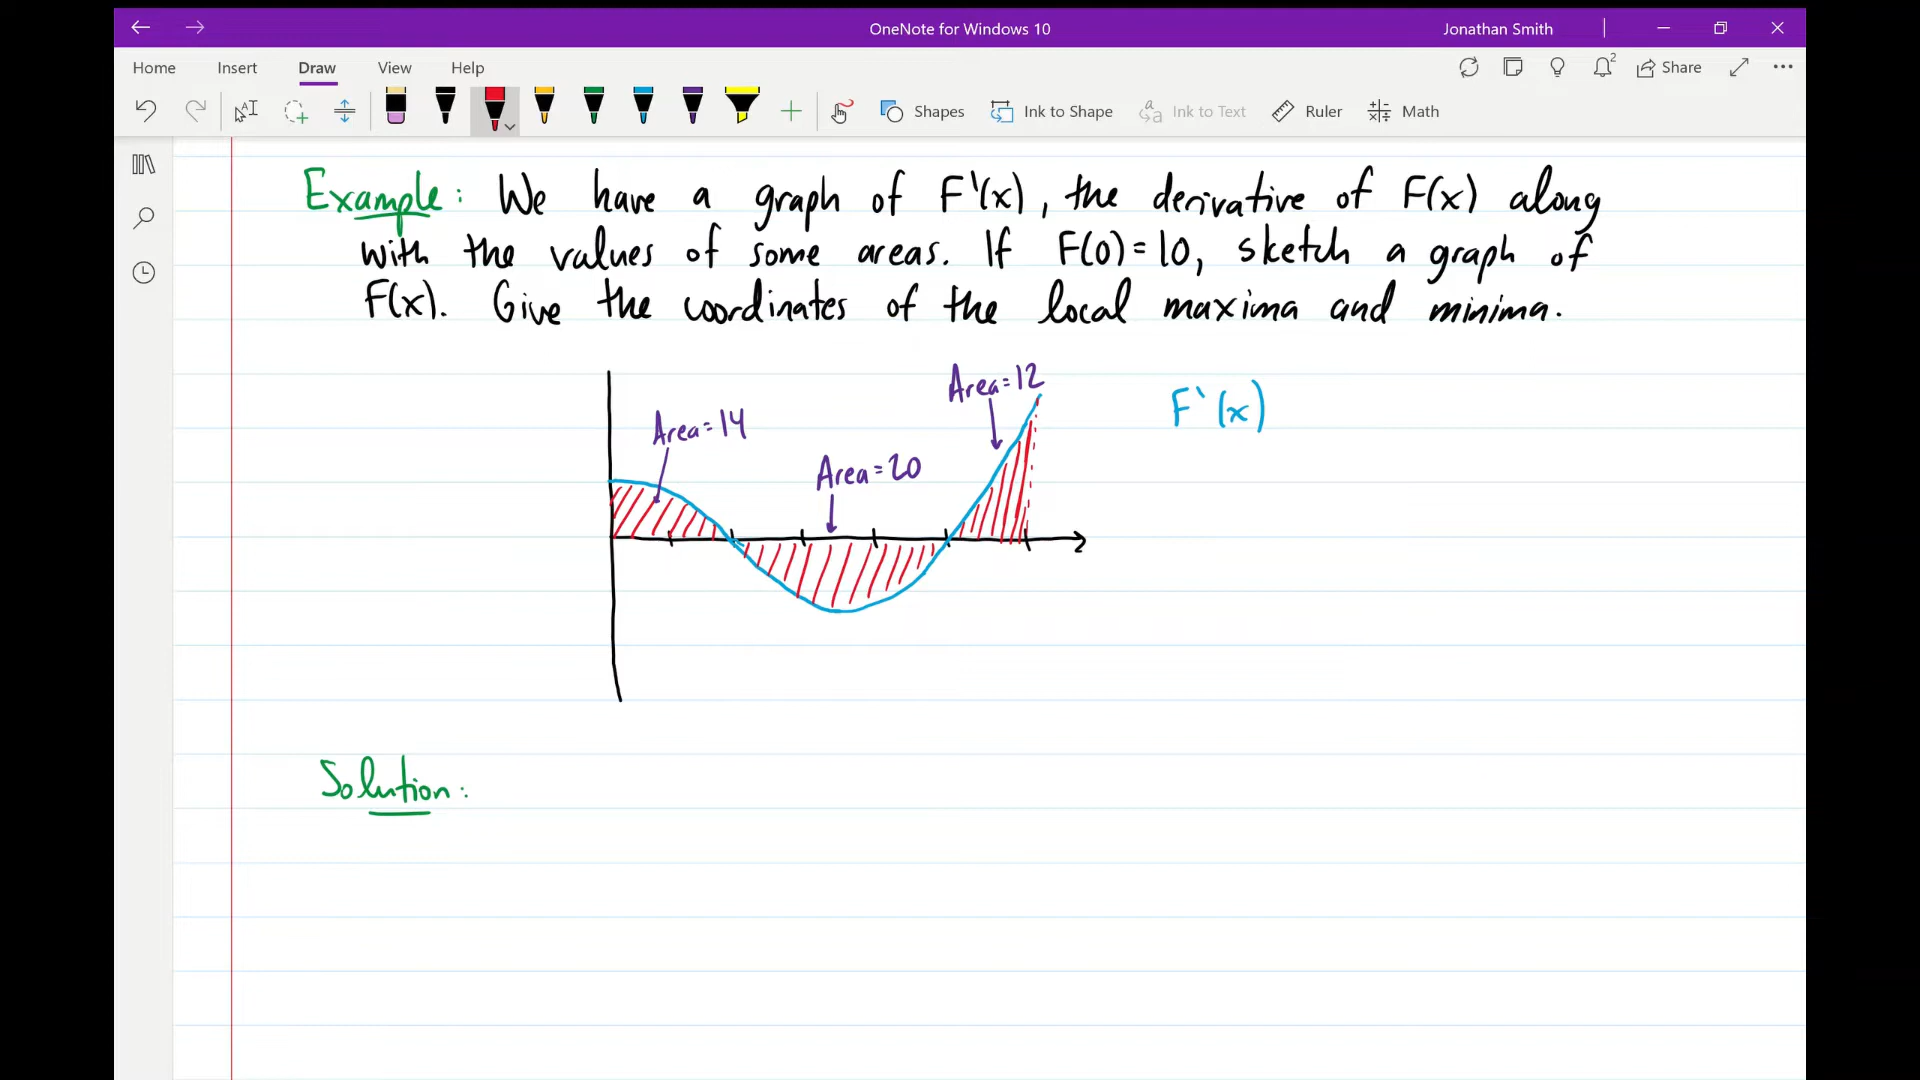 OneNote for Windows 10
Jonathan Smith
Home Insert Draw View Help
2 Share
Shapes Ink to Shape Ink to Text Ruler Math
Example: We have a graph of F'(x), the derivative of F(x) along
with the values of some areas. If F(0)=10, sketch a graph of
F(x). Give the coordinates of the local maxima and minima.
Area=12
F'(x)
Area=14
Area=20
Solution: